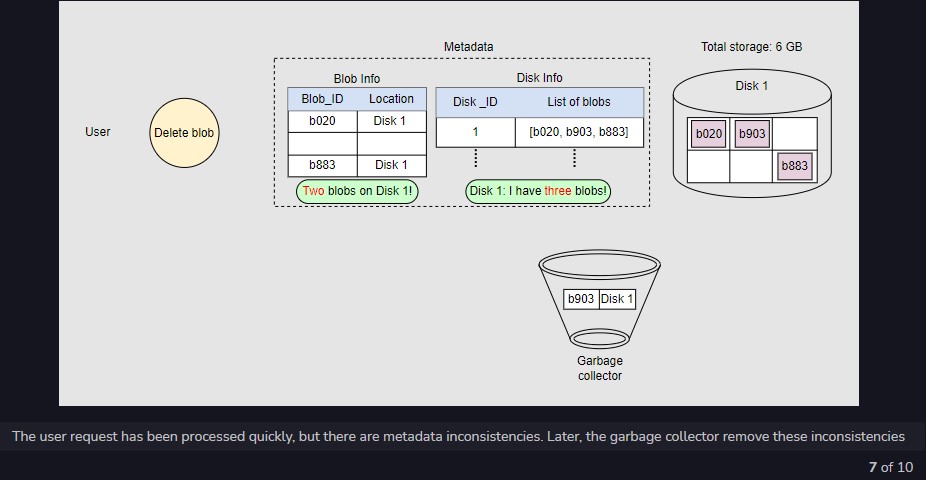 Metadata
Total storage: 6 GB
Blob Info
Disk Info
Disk 1
Blob_ID Location
Disk _ID List of blobs
User
Delete blob
b020 Disk 1
1 [b020, b903, b883]
b883 Disk 1
b020 b903
b883
Two blobs on Disk 1!
Disk 1: I have three blobs!
b903 Disk 1
Garbage
collector
The user request has been processed quickly, but there are metadata inconsistencies. Later, the garbage collector remove these inconsistencies
7 of 10